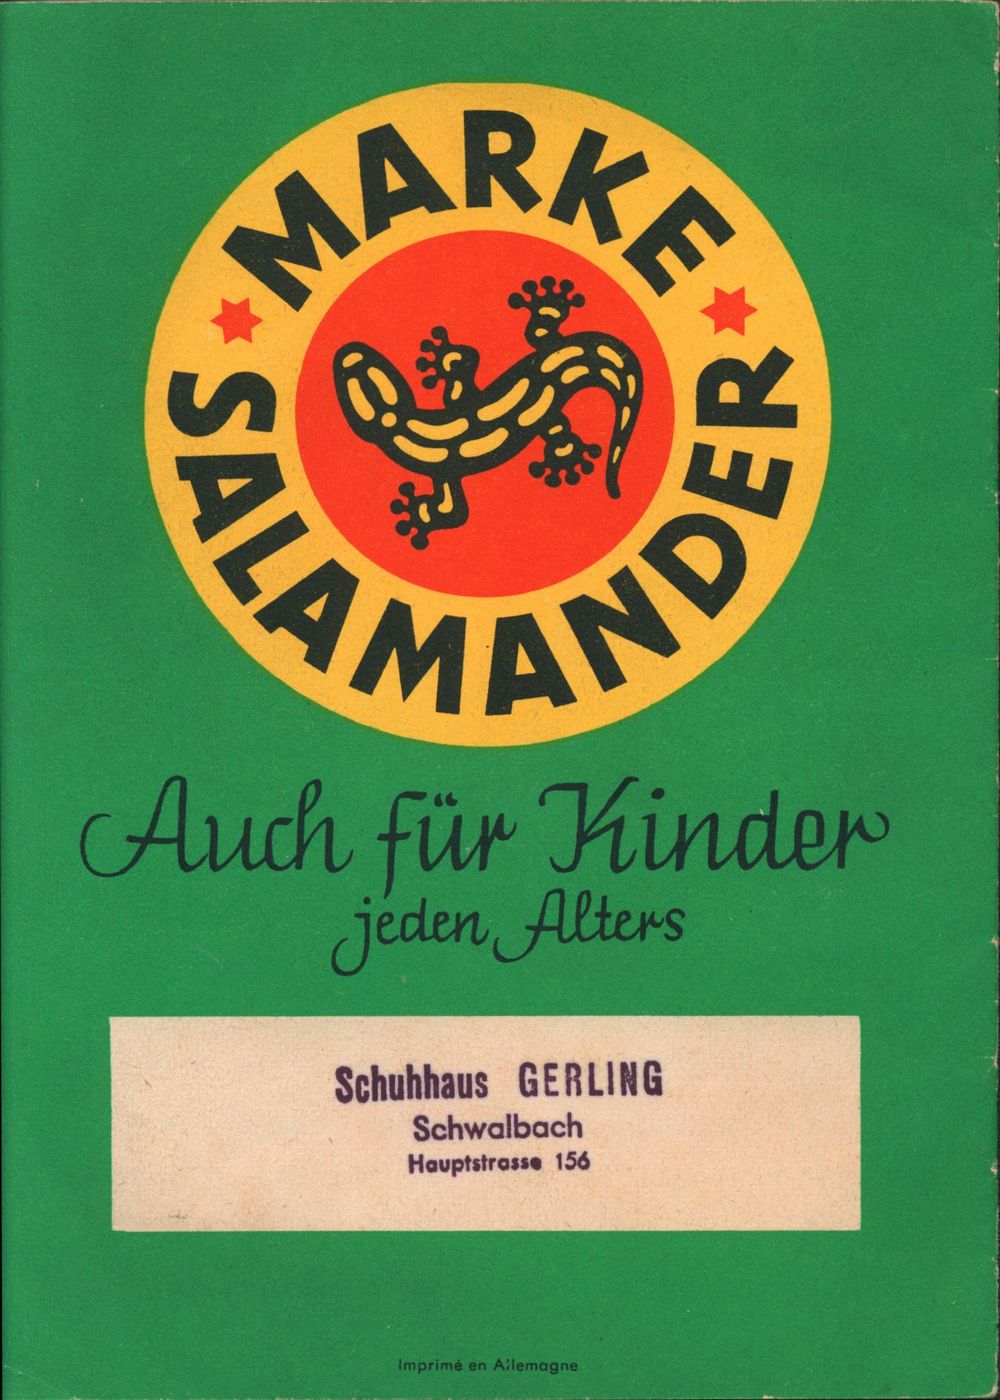 MARKE
SALAMANDER
Auch für Kinder
jeden Alters
Schuhhaus GERLING
Schwalbach
Hauptstrasse 156
Imprimé en Allemagne